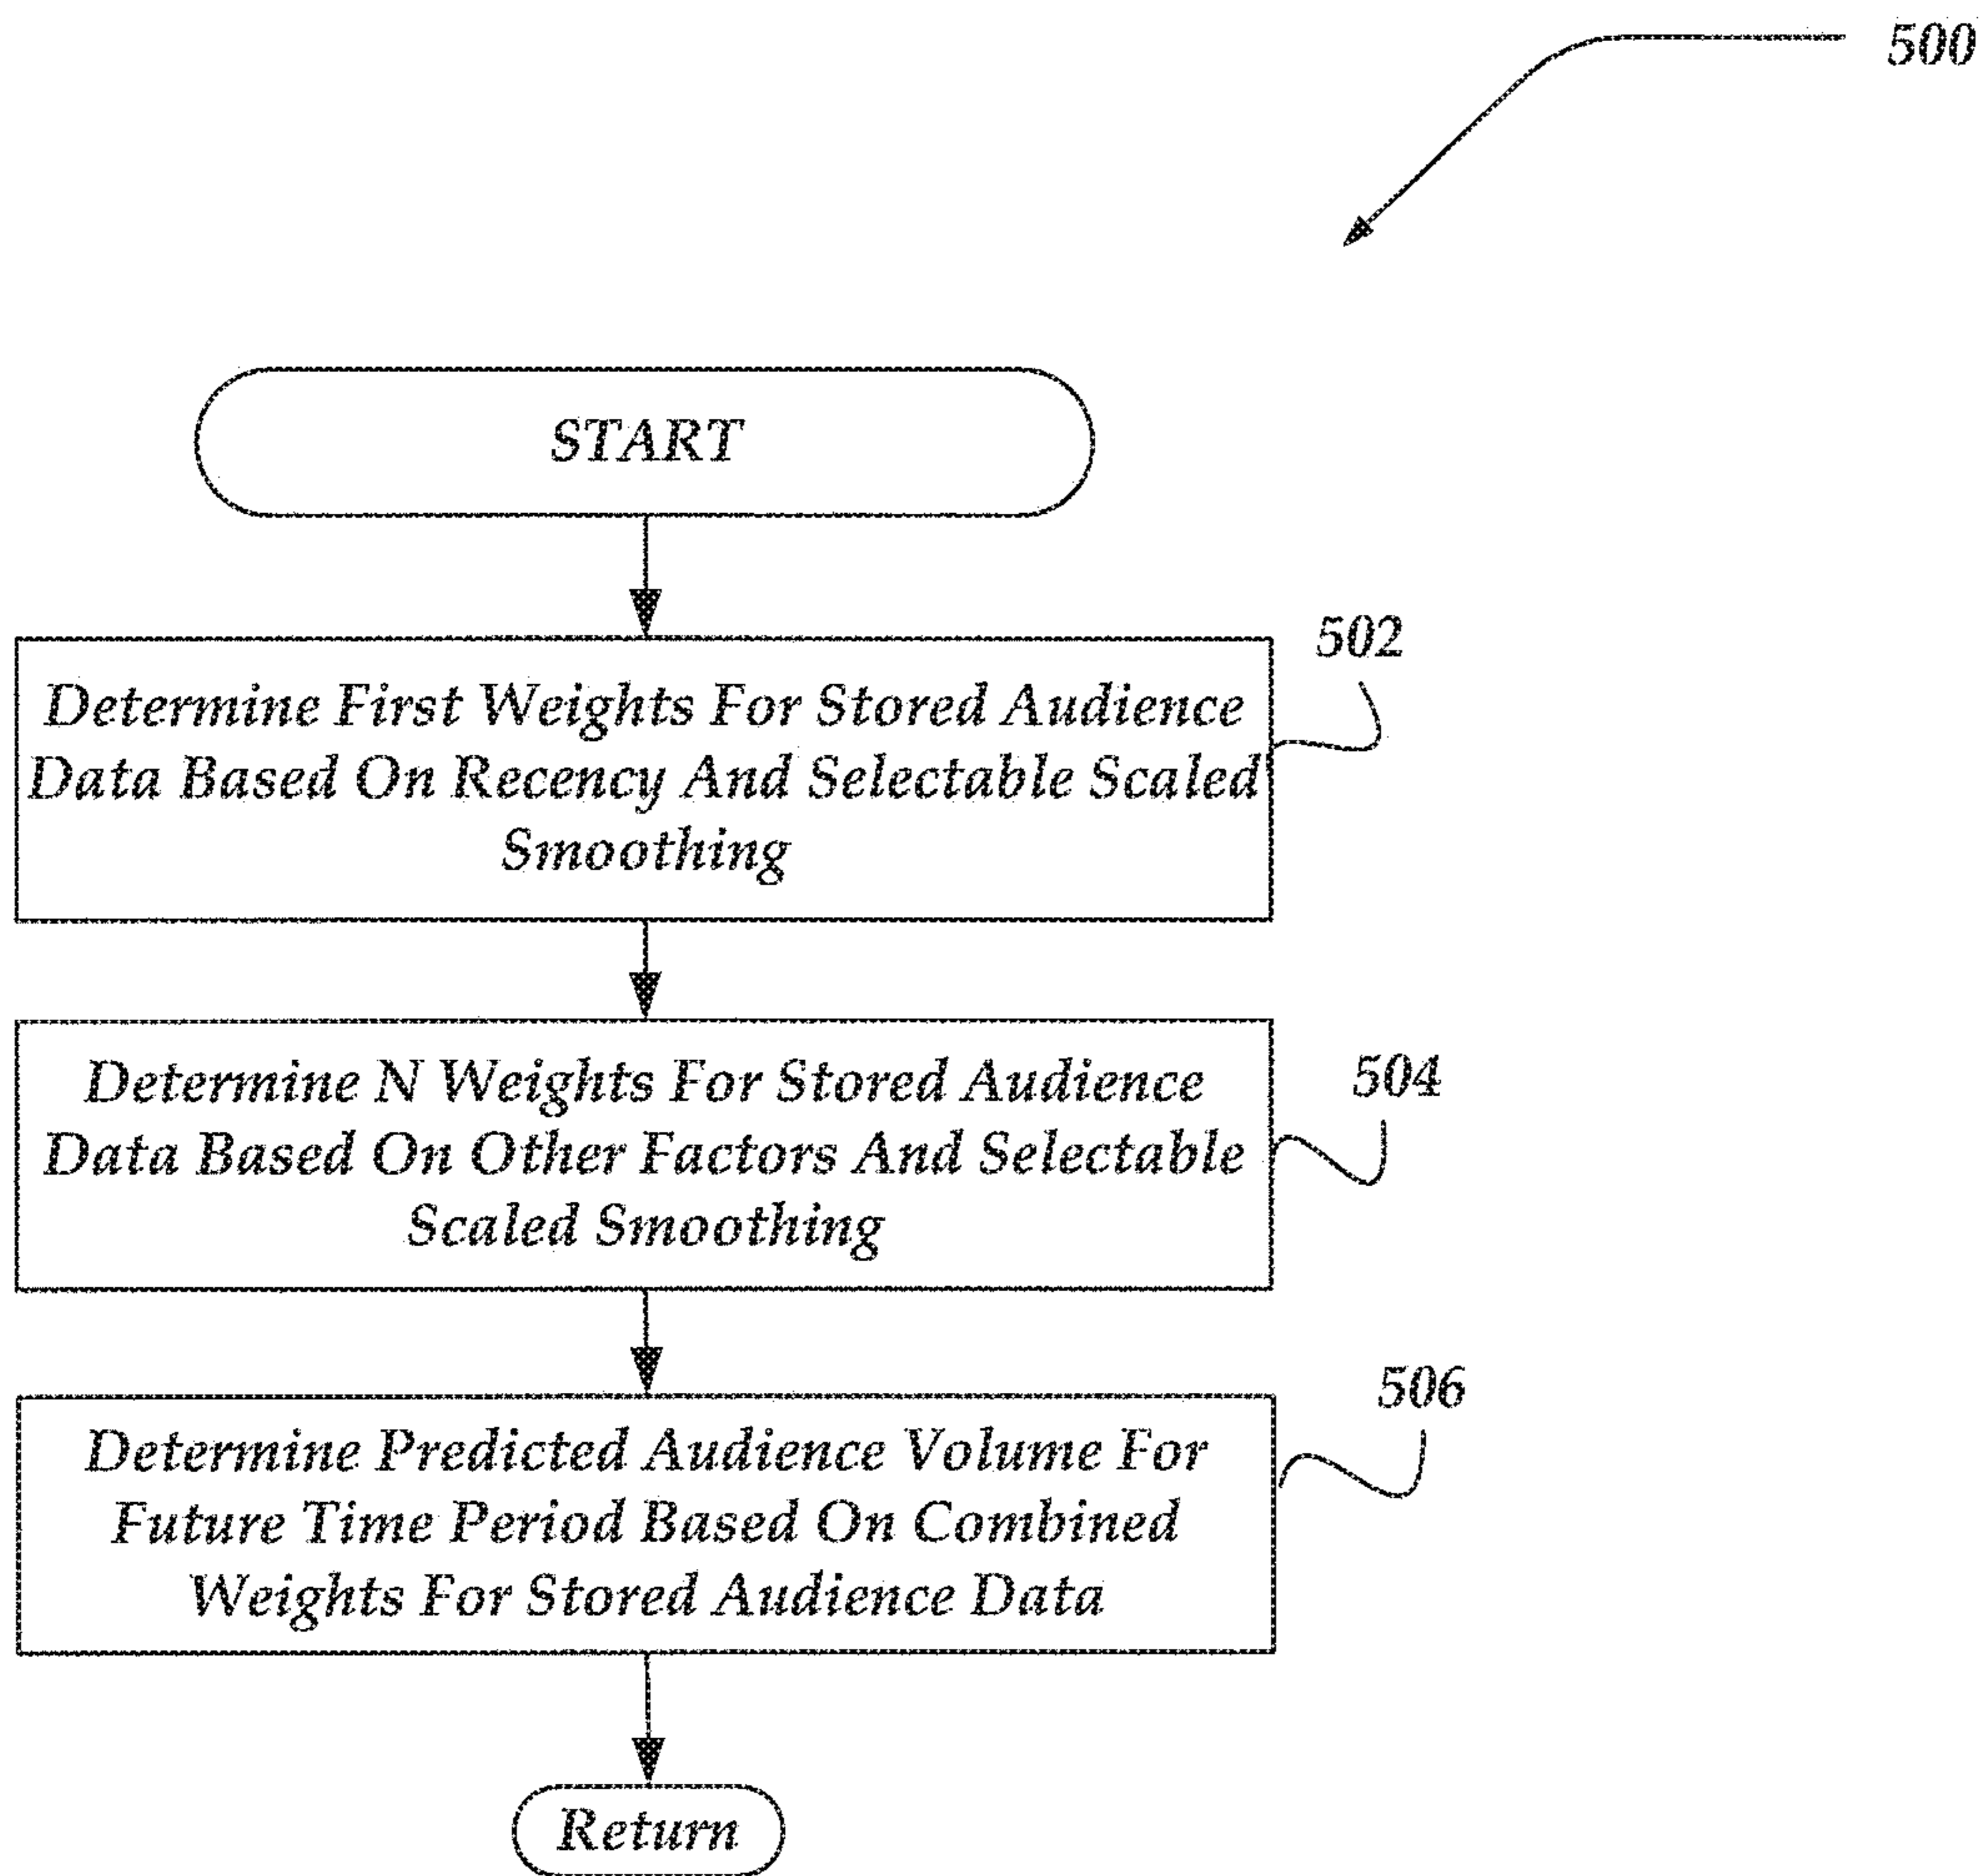 500
START
502
Determine First Weights For Stored Audience
Data Based On Recency And Selectable Scaled
Smoothing
504
Determine N Weights For Stored Audience
Data Based On Other Factors And Selectable
Scaled Smoothing
506
Determine Predicted Audience Volume For
Future Time Period Based On Combined
Weights For Stored Audience Data
Return